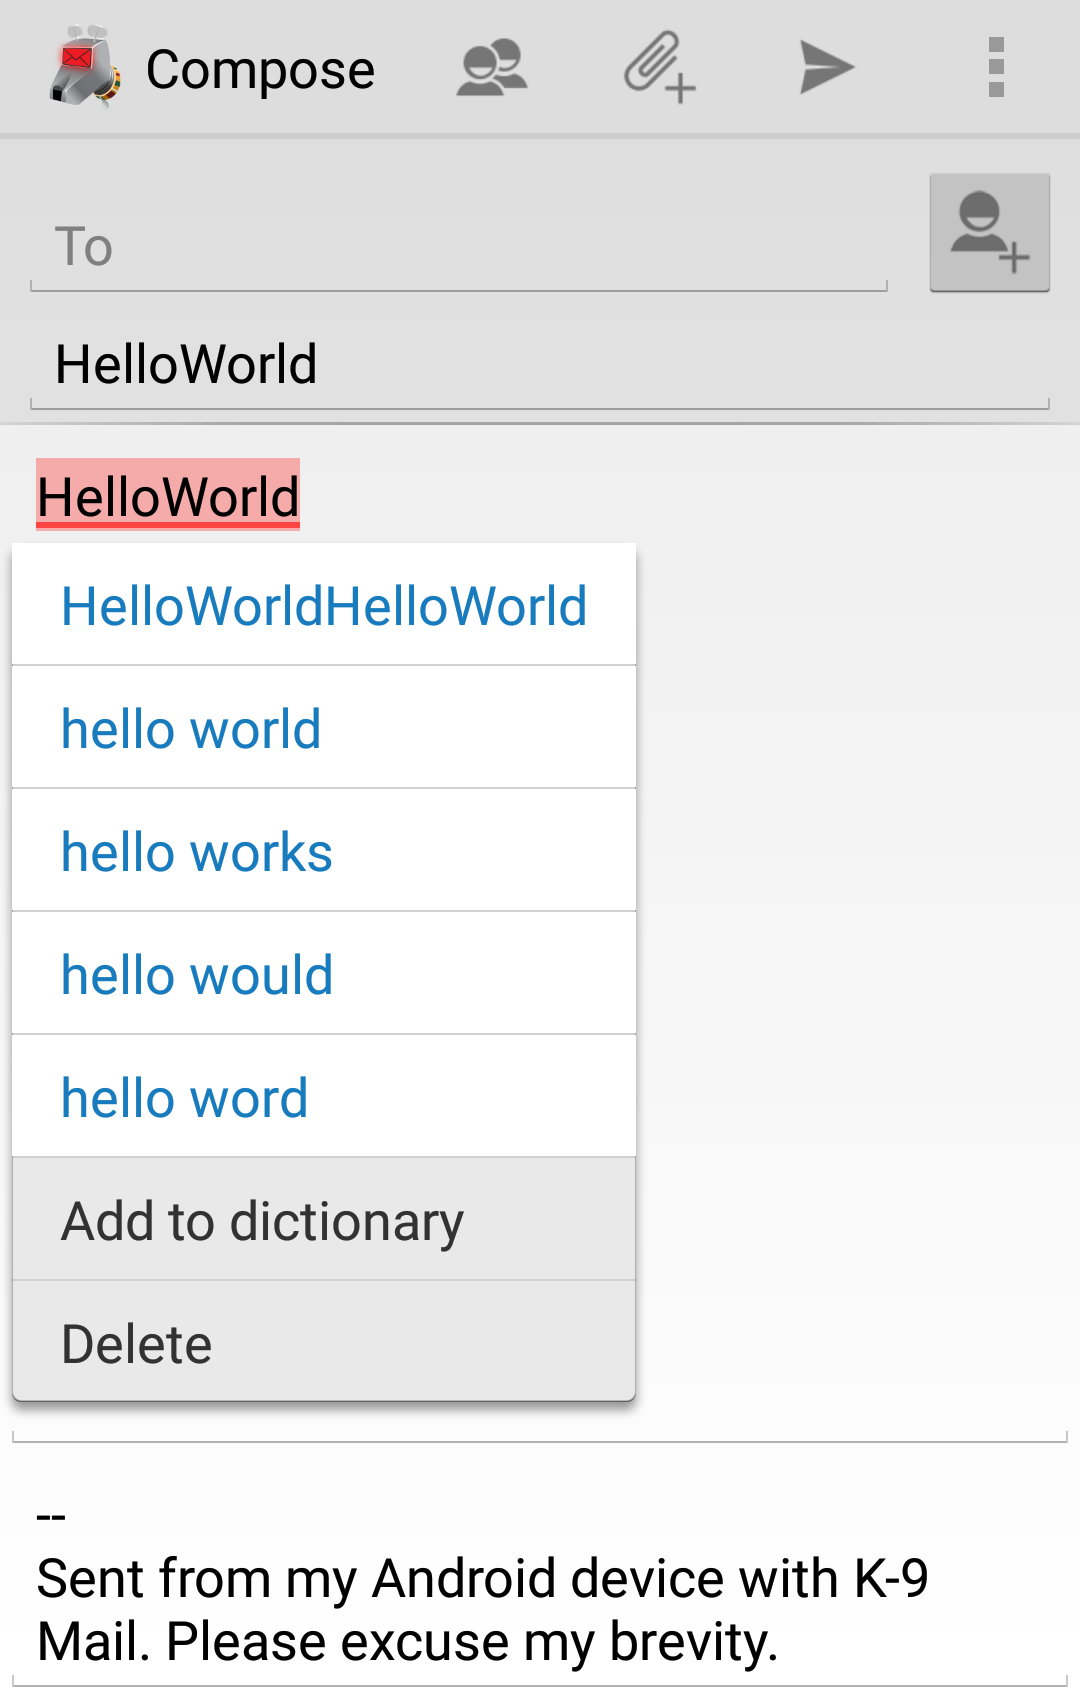 Compose
To
HelloWorld
HelloWorld
HelloWorldHelloWorld
hello world
hello works
hello would
hello word
Add to dictionary
Delete
--
Sent from my Android device with K-9
Mail. Please excuse my brevity.